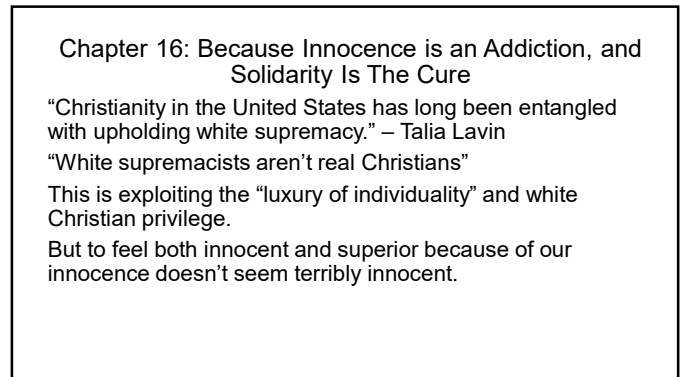 Chapter 16: Because Innocence is an Addiction, and
Solidarity Is The Cure
“Christianity in the United States has long been entangled
with upholding white supremacy.” – Talia Lavin
“White supremacists aren’t real Christians”
This is exploiting the “luxury of individuality” and white
Christian privilege.
But to feel both innocent and superior because of our
innocence doesn’t seem terribly innocent.